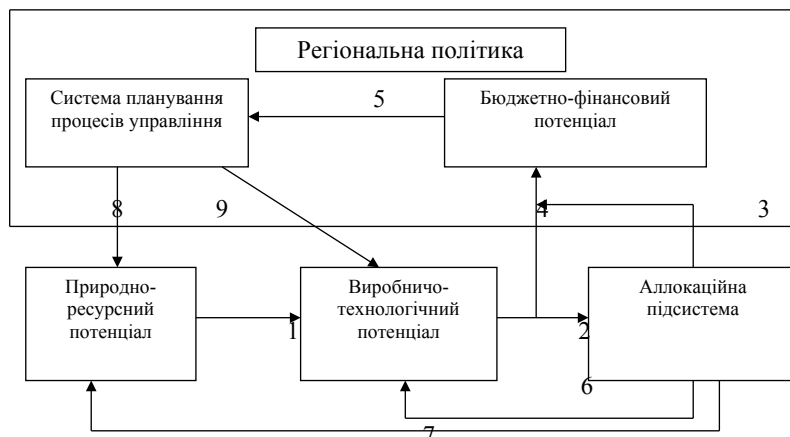 Регіональна політика
Система планування
процесів управління
5
Бюджетно-фінансовий
потенціал
8
9
4
3
Природно-
ресурсний
потенціал
1
Виробничо-
технологічний
потенціал
2
Аллокаційна
підсистема
6
7